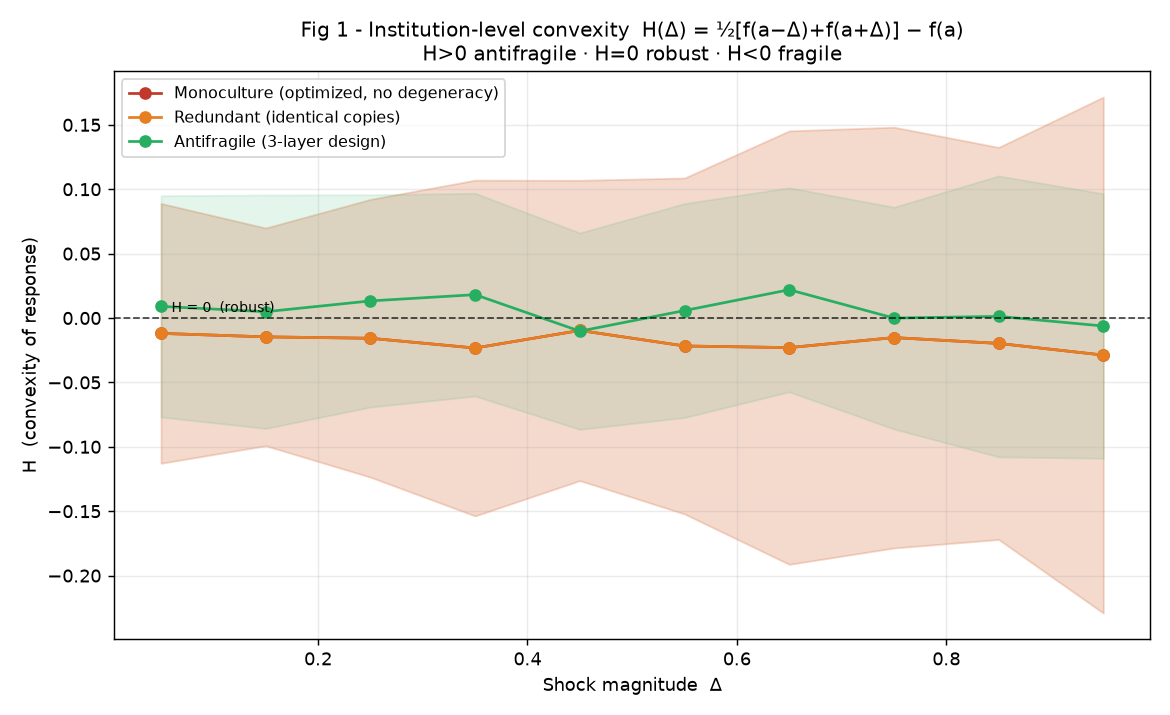 Fig 1 - Institution-level convexity  H(Δ) = ½[f(a−Δ)+f(a+Δ)] − f(a)
H>0 antifragile · H=0 robust · H<0 fragile
Monoculture (optimized, no degeneracy)
Redundant (identical copies)
Antifragile (3-layer design)
H (convexity of response)
0.15
0.10
0.05
0.00
−0.05
−0.10
−0.15
−0.20
H = 0 (robust)
0.2
0.4
0.6
0.8
Shock magnitude Δ